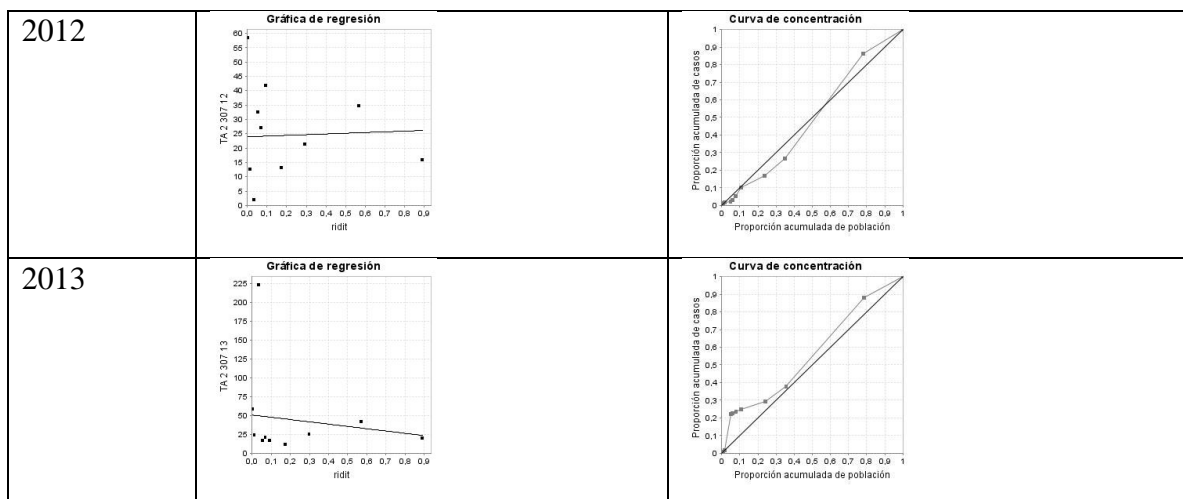 2012
Gráfica de regresión
60
55
50
45
40
35
30
25
20
15
10
5
0
TA 2 307 12
0,0 0,1 0,2 0,3 0,4 0,5 0,6 0,7 0,8 0,9
ridit
Curva de concentración
1
0,9
0,8
0,7
0,6
0,5
0,4
0,3
0,2
0,1
0
Proporción acumulada de casos
0 0,1 0,2 0,3 0,4 0,5 0,6 0,7 0,8 0,9 1
Proporción acumulada de población
2013
Gráfica de regresión
225
200
175
150
125
100
75
50
25
0
TA 2 307 13
0,0 0,1 0,2 0,3 0,4 0,5 0,6 0,7 0,8 0,9
ridit
Curva de concentración
1
0,9
0,8
0,7
0,6
0,5
0,4
0,3
0,2
0,1
0
Proporción acumulada de casos
0 0,1 0,2 0,3 0,4 0,5 0,6 0,7 0,8 0,9 1
Proporción acumulada de población